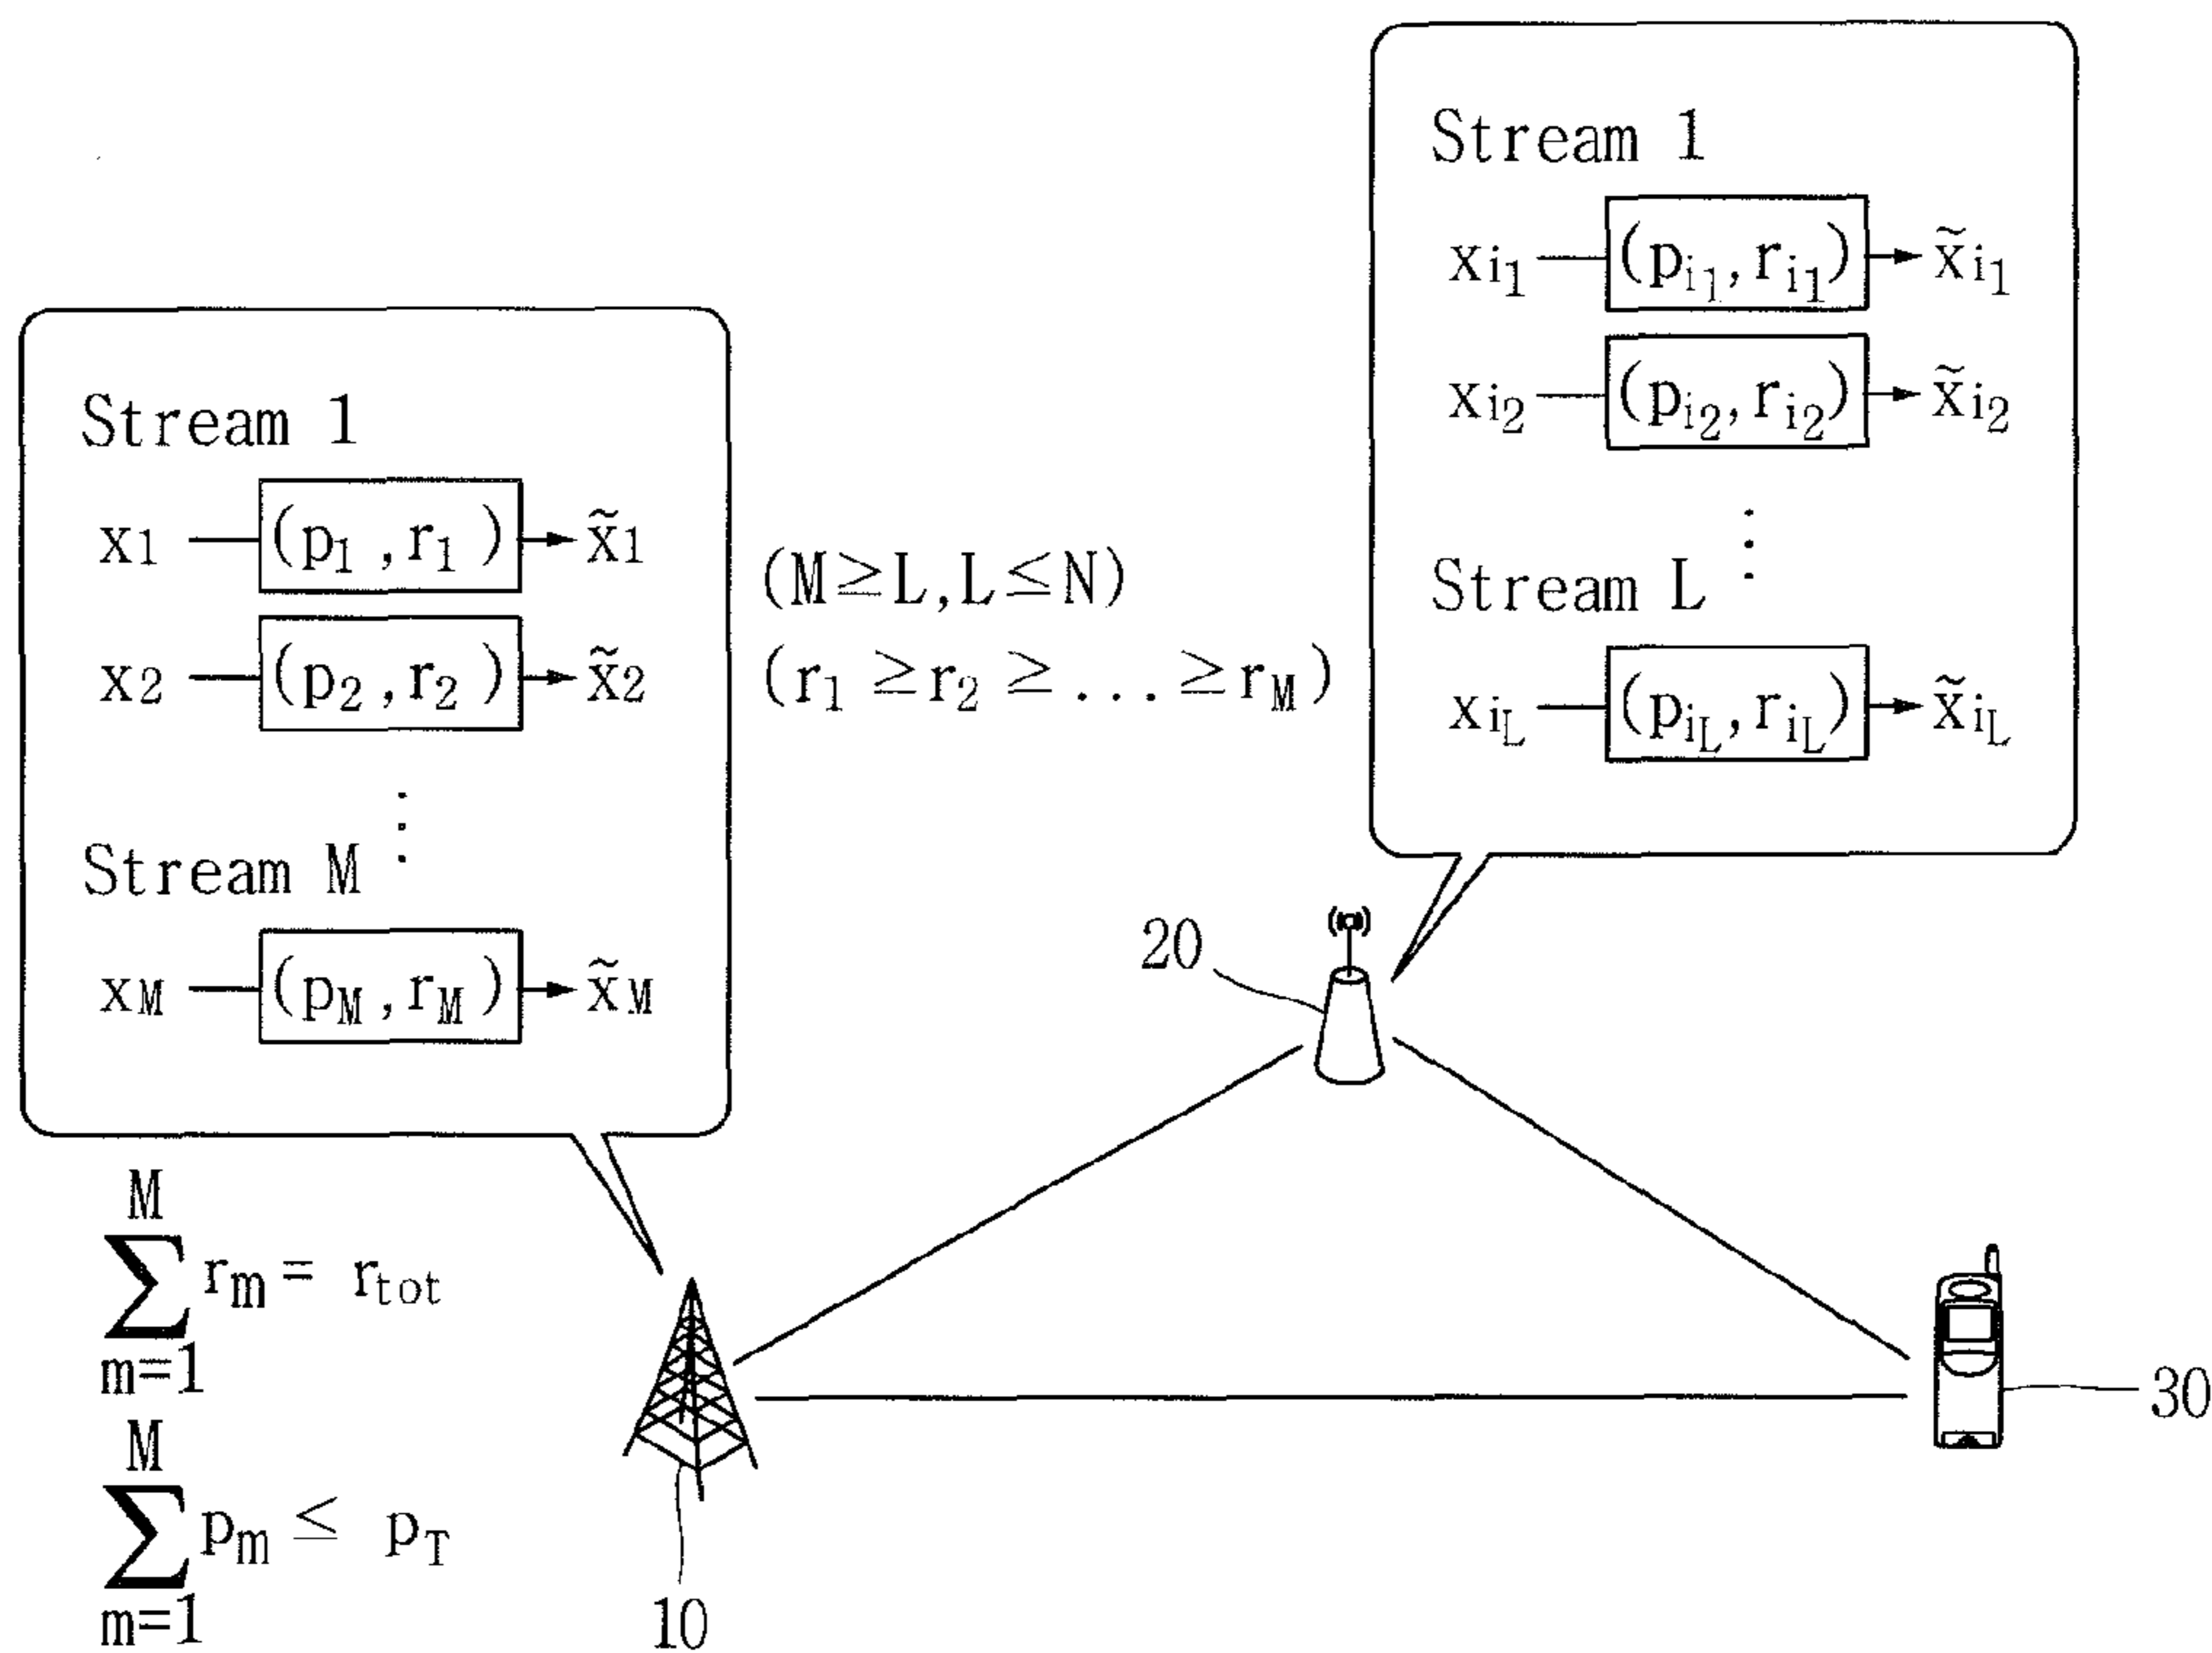 Stream 1
x1 (p1 ,r1 ) x̃1
x2 (p2 ,r2 ) x̃2
⋮
Stream M
xM (pM ,rM ) x̃M
(M≥L,L≤N)
(r1 ≥r2 ≥...≥rM )
Stream 1
xi1 (pi1,ri1) x̃i1
xi2 (pi2,ri2) x̃i2
⋮
Stream L
xiL (piL,riL) x̃iL
20
M
∑ rm = rtot
m=1
M
∑ pm ≤ pT
m=1
10
30